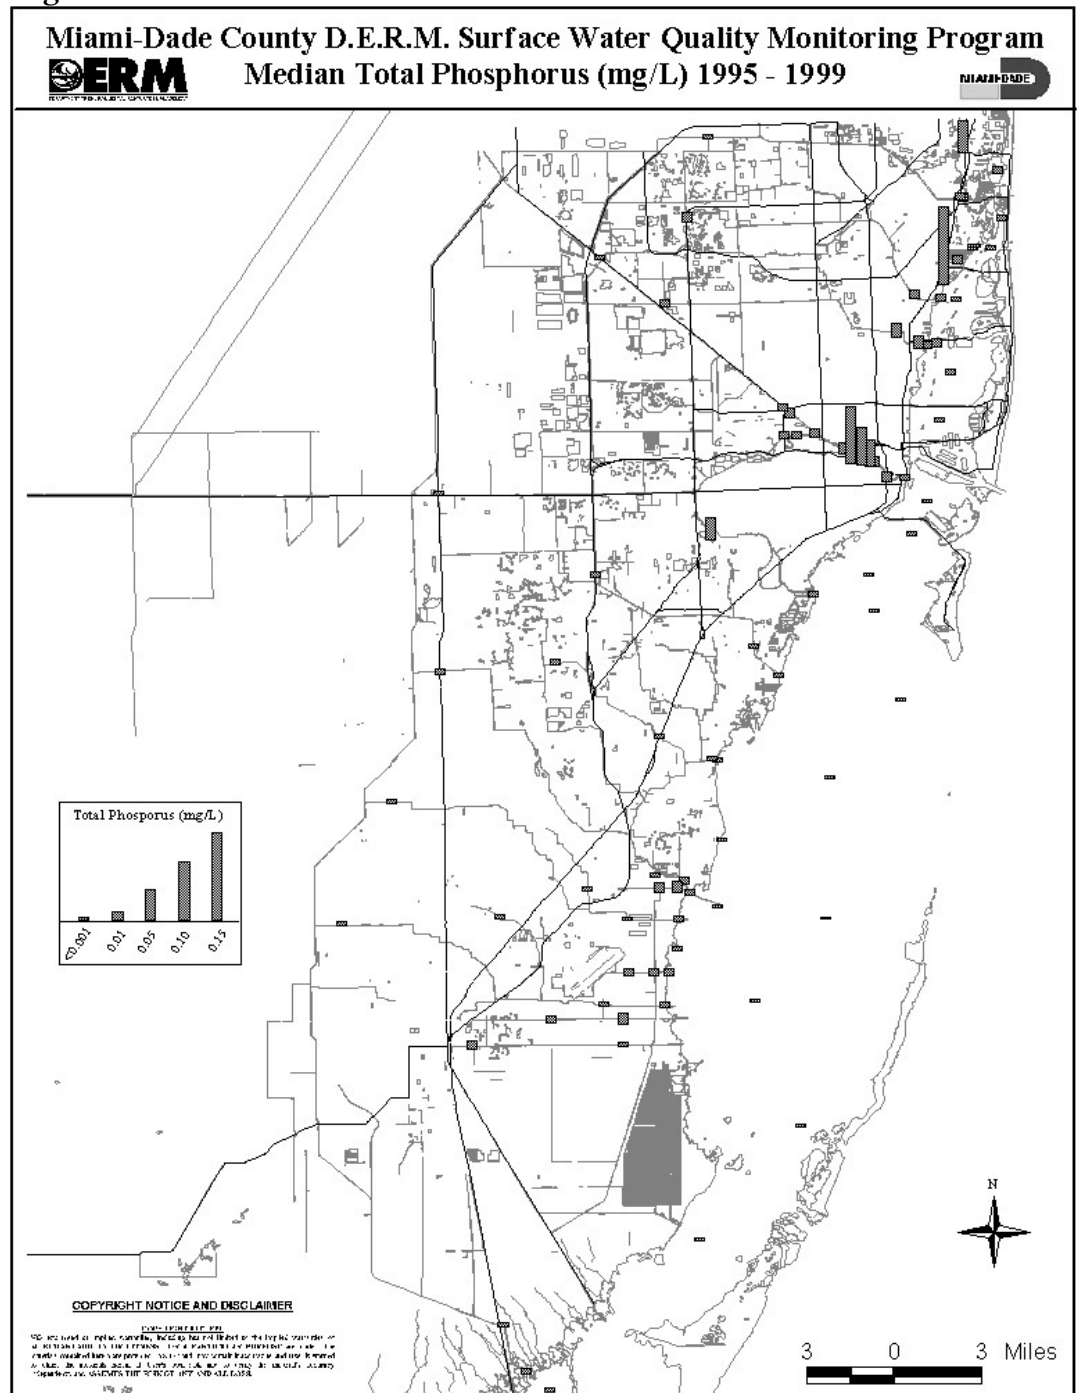 Miami-Dade County D.E.R.M. Surface Water Quality Monitoring Program
DERM
Median Total Phosphorus (mg/L) 1995 - 1999
MIAMI-DADE
Total Phosporus (mg/L)
<0.001
0.01
0.05
0.10
0.15
N
COPYRIGHT NOTICE AND DISCLAIMER
3 0 3 Miles